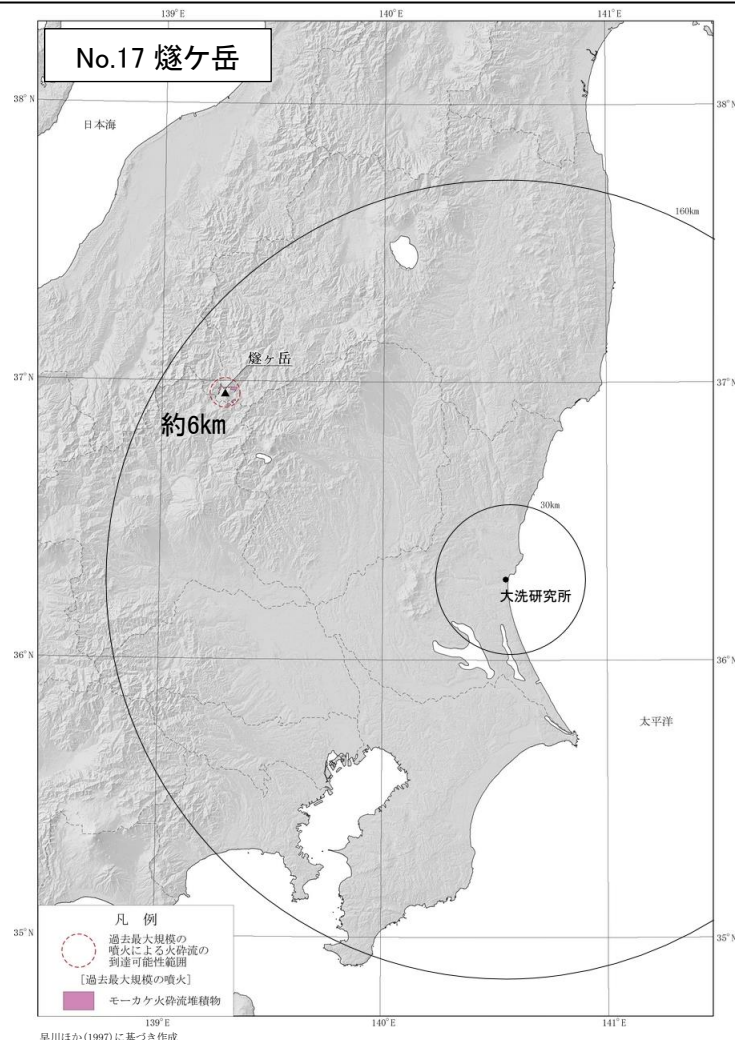 139°E
140°E
141°E
No.17 燧ケ岳
38°N
38°N
日本海
160km
燧ヶ岳
37°N
37°N
約6km
30km
大洗研究所
36°N
36°N
太平洋
凡 例
過去最大規模の
噴火による火砕流の
到達可能性範囲
[過去最大規模の噴火]
モーカケ火砕流堆積物
35°N
35°N
139°E
140°E
141°E
早川ほか(1997)に基づき作成